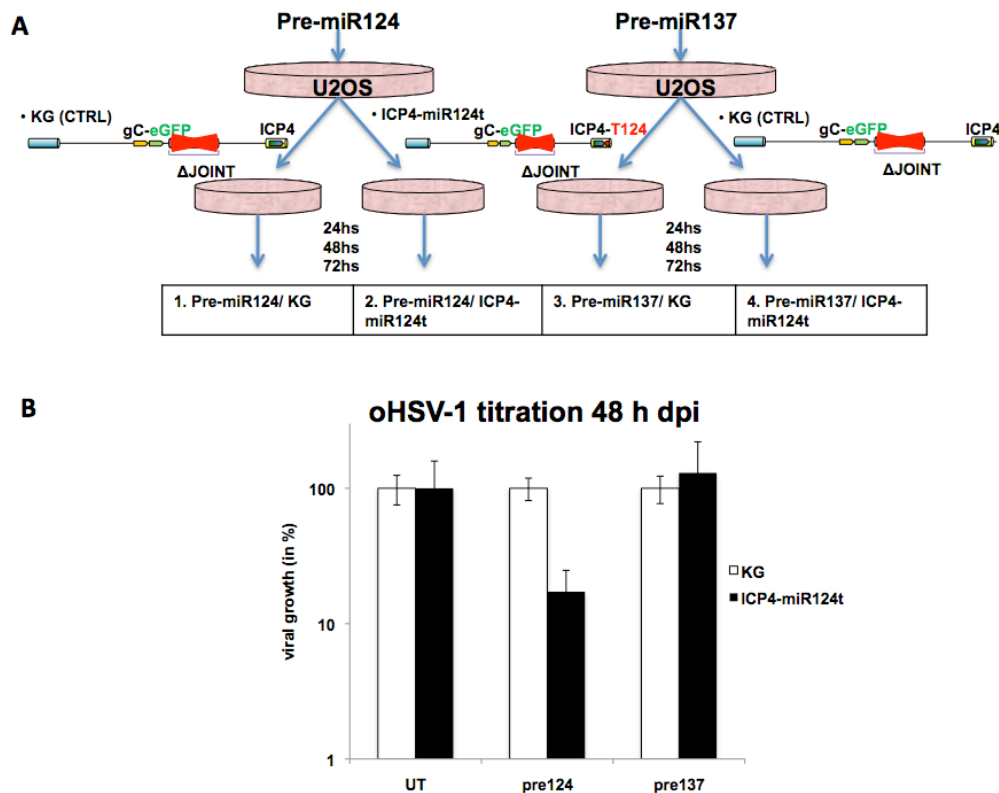 A
Pre-miR124
Pre-miR137
U2OS
U2OS
• KG (CTRL)
gC-eGFP
ICP4
ΔJOINT
• ICP4-miR124t
gC-eGFP
ICP4-T124
ΔJOINT
• KG (CTRL)
gC-eGFP
ICP4
ΔJOINT
24hs
48hs
72hs
24hs
48hs
72hs
1. Pre-miR124/ KG
2. Pre-miR124/ ICP4-
miR124t
3. Pre-miR137/ KG
4. Pre-miR137/ ICP4-
miR124t
B
oHSV-1 titration 48 h dpi
viral growth (in %)
100
10
1
UT
pre124
pre137
KG
ICP4-miR124t